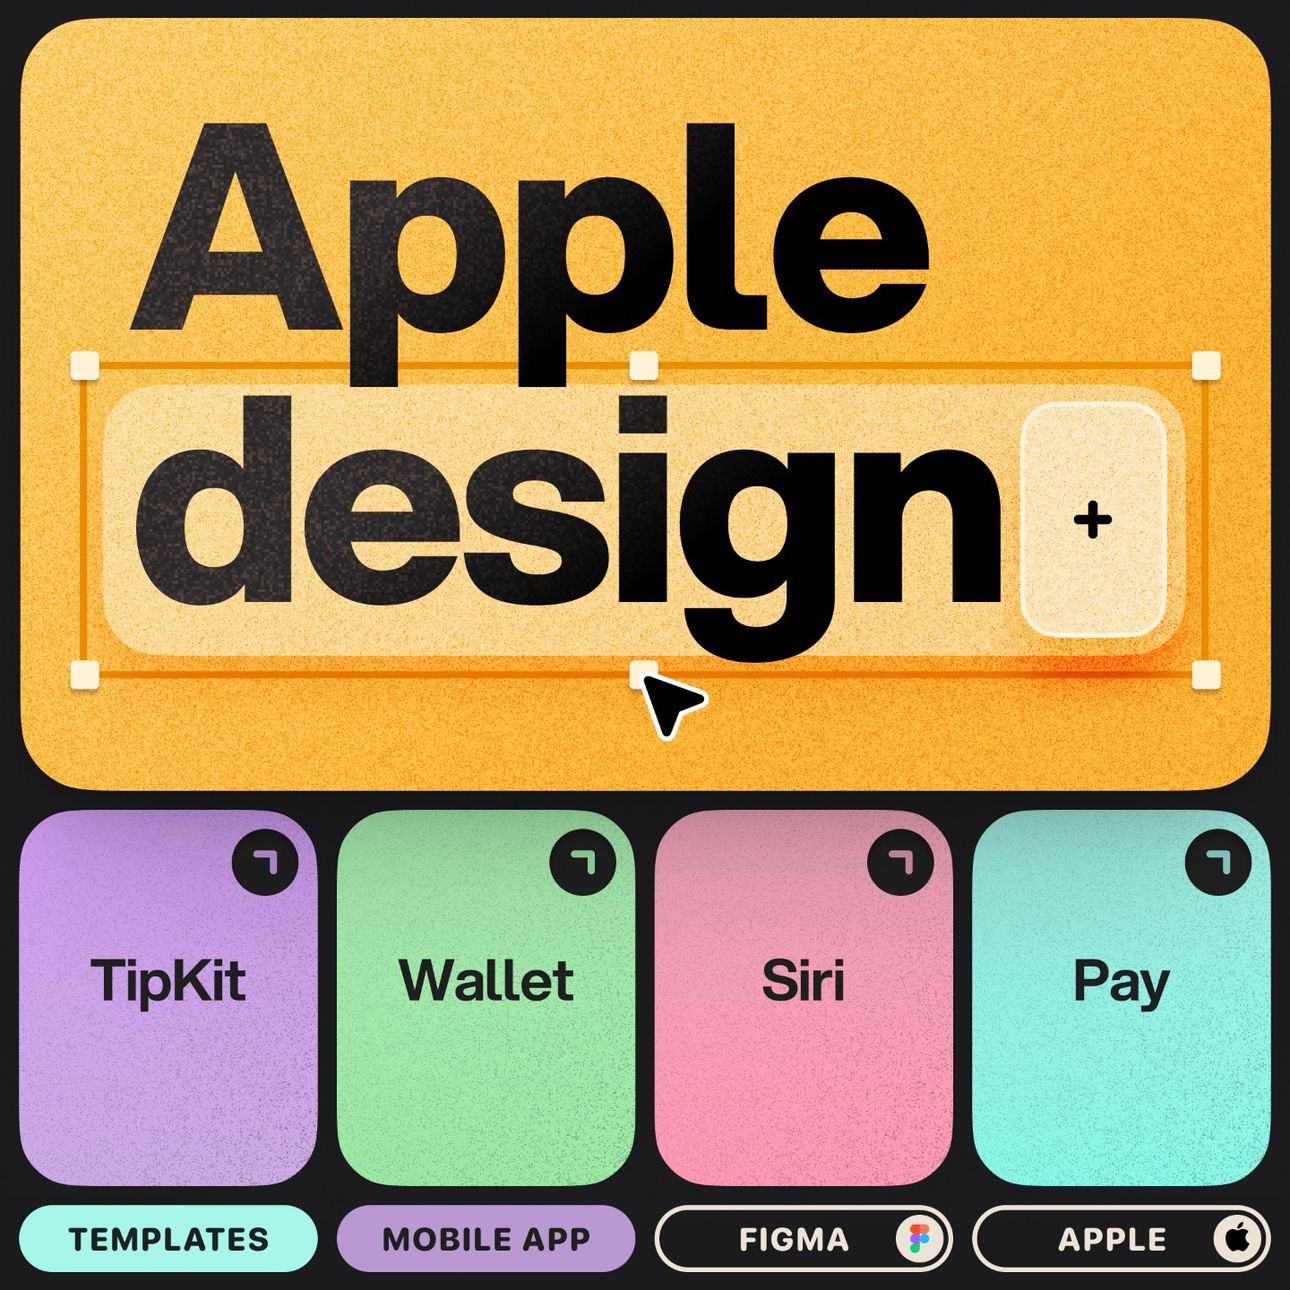 Apple
design
+
TipKit
Wallet
Siri
Pay
TEMPLATES
MOBILE APP
FIGMA
APPLE